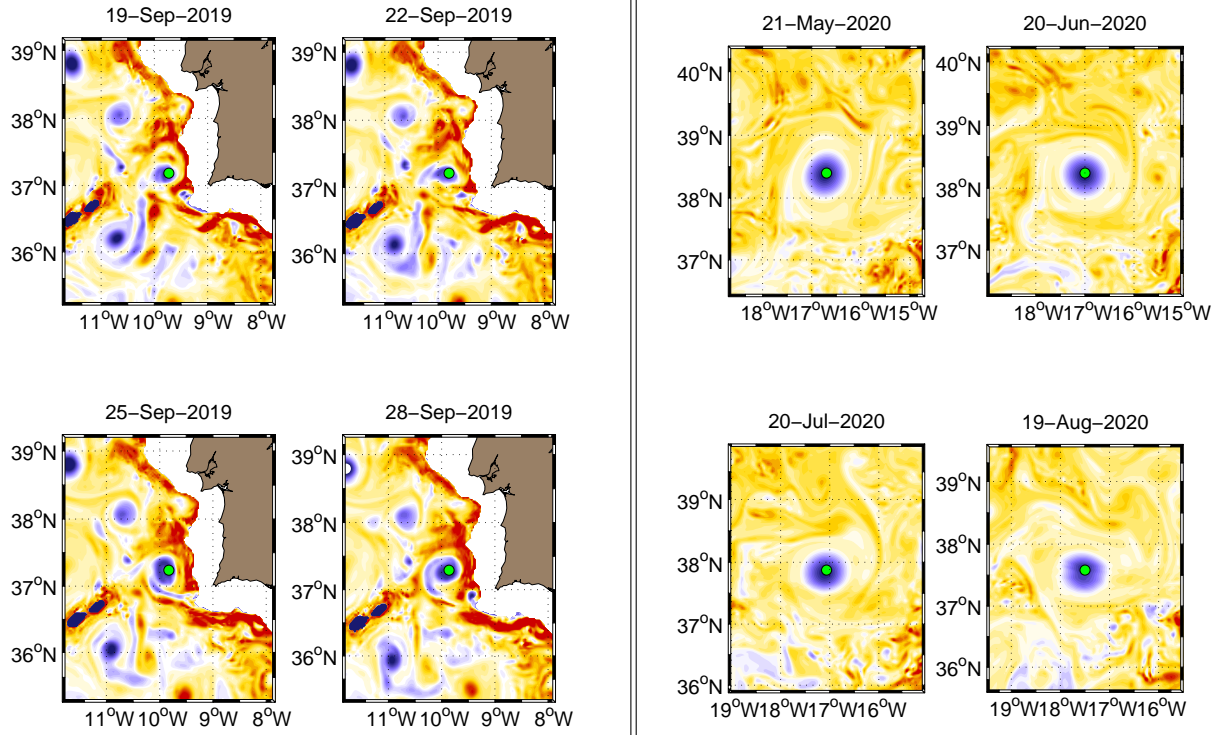 19−Sep−2019
22−Sep−2019
39°N
38°N
37°N
36°N
11°W 10°W 9°W 8°W
39°N
38°N
37°N
36°N
11°W 10°W 9°W 8°W
25−Sep−2019
28−Sep−2019
39°N
38°N
37°N
36°N
11°W 10°W 9°W 8°W
39°N
38°N
37°N
36°N
11°W 10°W 9°W 8°W
21−May−2020
20−Jun−2020
40°N
39°N
38°N
37°N
18°W 17°W 16°W 15°W
40°N
39°N
38°N
37°N
18°W 17°W 16°W 15°W
20−Jul−2020
19−Aug−2020
39°N
38°N
37°N
36°N
19°W 18°W 17°W 16°W
39°N
38°N
37°N
36°N
19°W 18°W 17°W 16°W